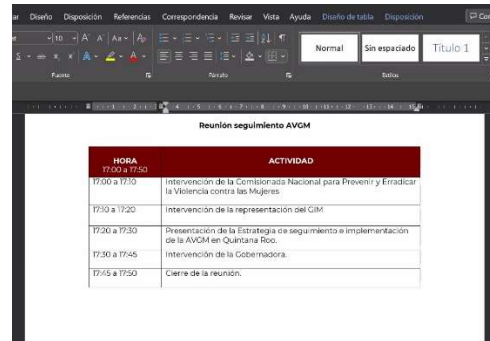 Diseño Disposición Referencias Correspondencia Revisar Vista Ayuda Diseño de tabla Disposición
10
Normal
Sin espaciado
Título 1
Fuente
Párrafo
Estilos
Reunión seguimiento AVGM
HORA
17:00 a 17:50
ACTIVIDAD
17:00 a 17:10
Intervención de la Comisionada Nacional para Prevenir y Erradicar
la Violencia contra las Mujeres
17:10 a 17:20
Intervención de la representación del GIM
17:20 a 17:30
Presentación de la Estrategia de seguimiento e implementación
de la AVGM en Quintana Roo.
17:30 a 17:45
Intervención de la Gobernadora.
17:45 a 17:50
Cierre de la reunión.